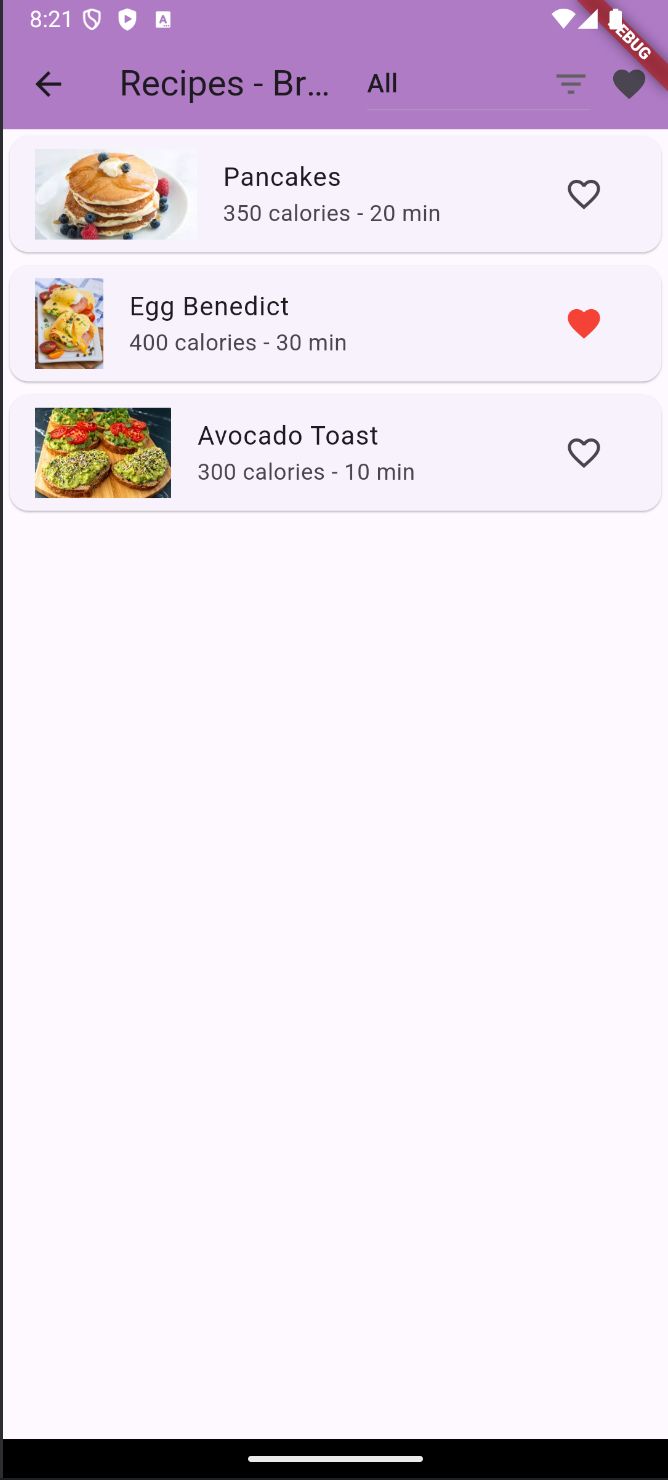 8:21 A
DEBUG
Recipes - Br... All
Pancakes
350 calories - 20 min
Egg Benedict
400 calories - 30 min
Avocado Toast
300 calories - 10 min